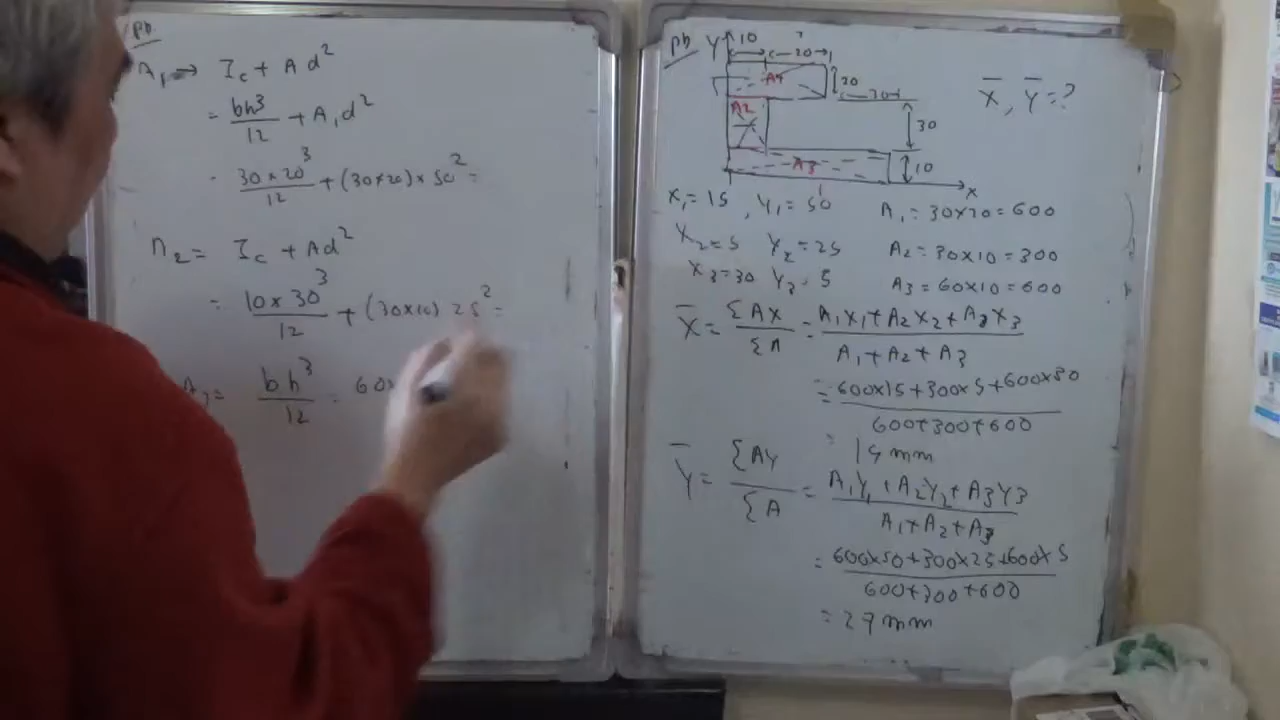 Pb.
A₁ → I_c + A d²
= bh³/12 + A₁d²
= 30×20³/12 + (30×20) × 50² =
A₂ = I_c + Ad²
= 10×30³/12 + (30×10) 25² =
A₃ = bh³/12 = 60×
Pb
Y 10 20
A1 20
A2 30
A3 10
X
X̄, Ȳ = ?
X₁ = 15, Y₁ = 50 A₁ = 30×20 = 600
X₂ = 5 Y₂ = 25 A₂ = 30×10 = 300
X₃ = 30 Y₃ = 5 A₃ = 60×10 = 600
X̄ = ΣAX/ΣA = A₁X₁ + A₂X₂ + A₃X₃ / A₁ + A₂ + A₃
= 600×15 + 300×5 + 600×30 / 600 + 300 + 600
= 19 mm
Ȳ = ΣAY/ΣA = A₁Y₁ + A₂Y₂ + A₃Y₃ / A₁ + A₂ + A₃
= 600×50 + 300×25 + 600×5 / 600 + 300 + 600
= 27 mm